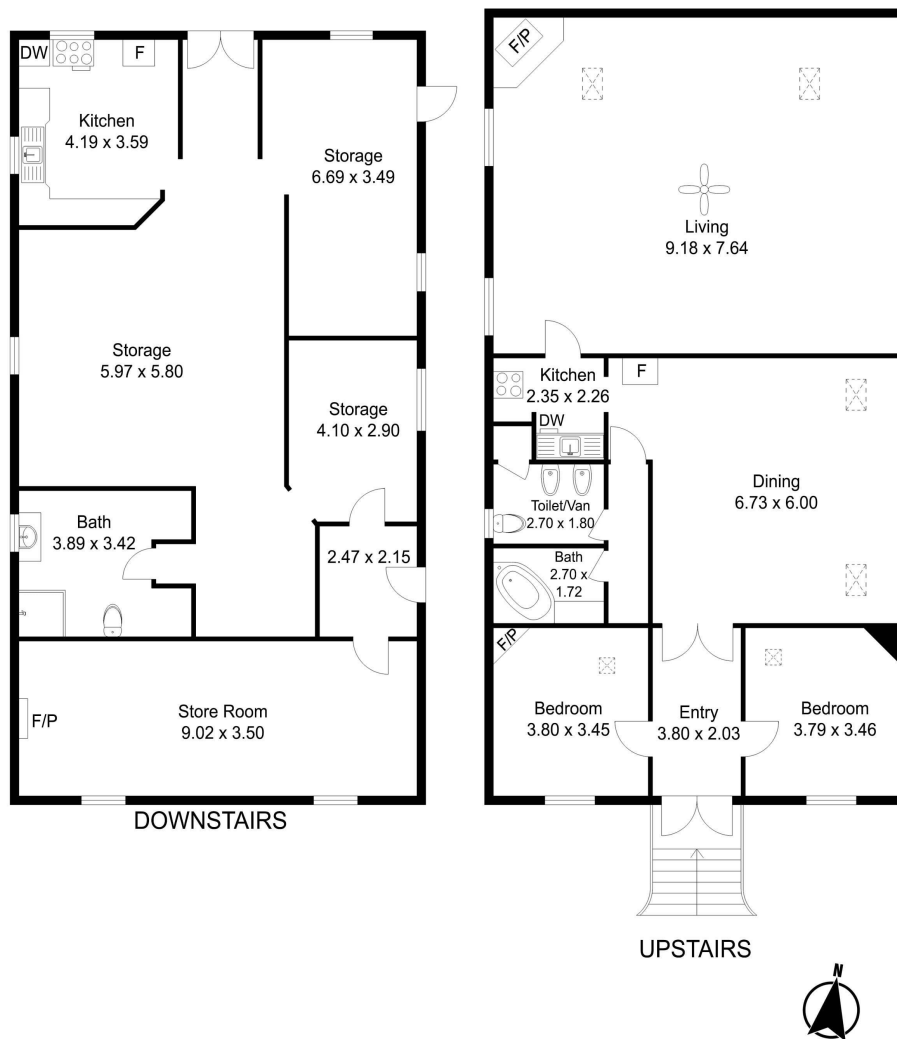 DW
F
Kitchen
4.19 x 3.59
Storage
6.69 x 3.49
Storage
5.97 x 5.80
Storage
4.10 x 2.90
Bath
3.89 x 3.42
2.47 x 2.15
F/P
Store Room
9.02 x 3.50
DOWNSTAIRS
F/P
Living
9.18 x 7.64
Kitchen
2.35 x 2.26
F
DW
Dining
6.73 x 6.00
Toilet/Van
2.70 x 1.80
Bath
2.70 x
1.72
F/P
Bedroom
3.80 x 3.45
Entry
3.80 x 2.03
Bedroom
3.79 x 3.46
UPSTAIRS
N